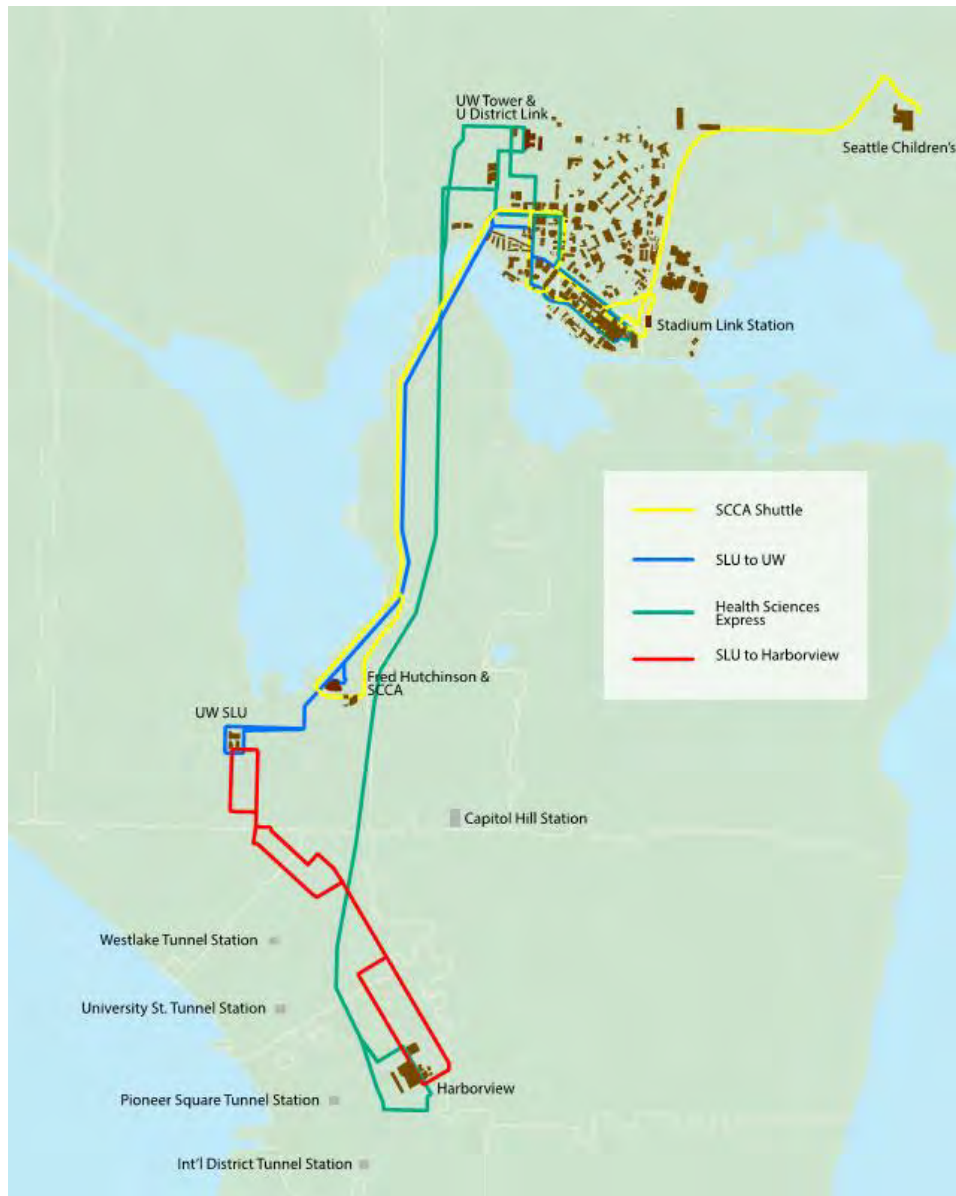 UW Tower &
U District Link
Seattle Children's
Stadium Link Station
SCCA Shuttle
SLU to UW
Health Sciences
Express
SLU to Harborview
Fred Hutchinson &
SCCA
UW SLU
Capitol Hill Station
Westlake Tunnel Station
University St. Tunnel Station
Harborview
Pioneer Square Tunnel Station
Int'l District Tunnel Station